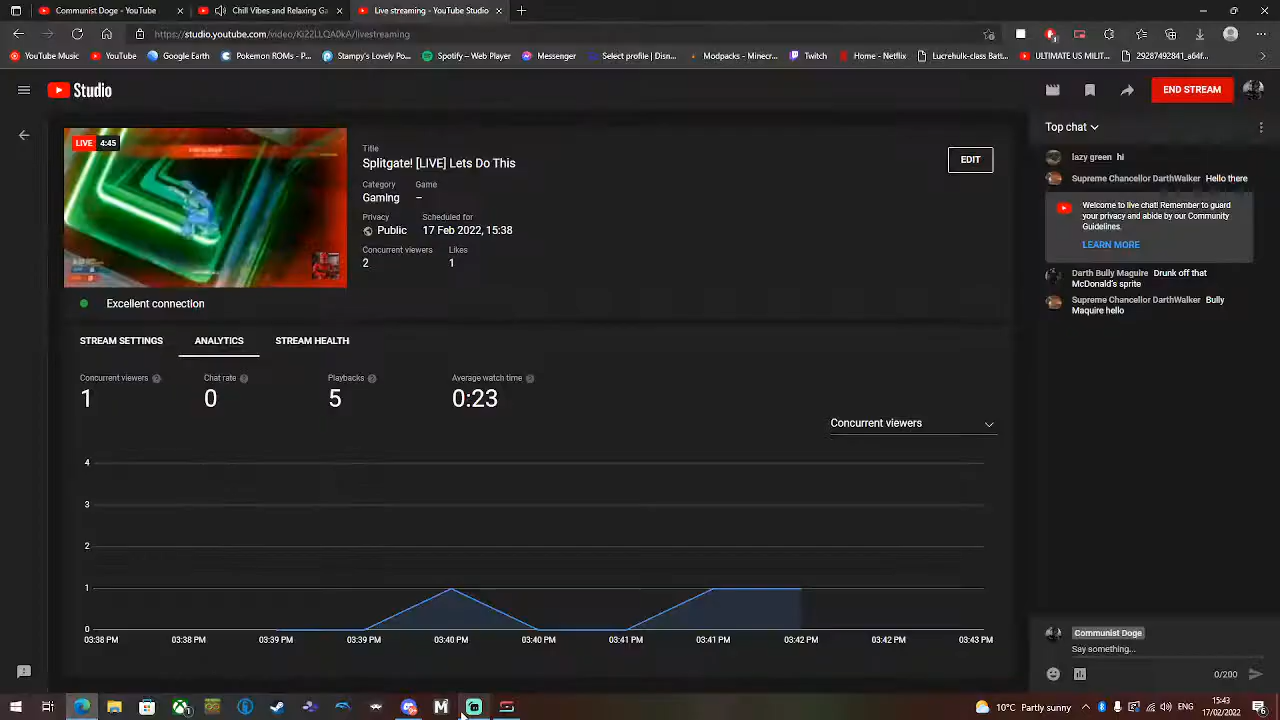 Communist Doge - YouTube
Chill Vibes and Relaxing Ga
Live streaming - YouTube Studio
https://studio.youtube.com/video/Ki22LLQA0kA/livestreaming
YouTube Music
YouTube
Google Earth
Pokemon ROMs - P...
Stampy's Lovely Po...
Spotify – Web Player
Messenger
Select profile | Disn...
Modpacks - Minecr...
Twitch
Home - Netflix
Lucrehulk-class Batt...
ULTIMATE US MILIT...
29287492841_a64f...
Studio
END STREAM
LIVE 4:45
Title
Splitgate! [LIVE] Lets Do This
EDIT
Category
Game
Gaming
–
Privacy
Scheduled for
Public
17 Feb 2022, 15:38
Concurrent viewers
Likes
2
1
Excellent connection
STREAM SETTINGS
ANALYTICS
STREAM HEALTH
Concurrent viewers
Chat rate
Playbacks
Average watch time
1
0
5
0:23
Concurrent viewers
4
3
2
1
0
03:38 PM
03:38 PM
03:39 PM
03:39 PM
03:40 PM
03:40 PM
03:41 PM
03:41 PM
03:42 PM
03:42 PM
03:43 PM
Top chat
lazy green hi
Supreme Chancellor DarthWalker Hello there
Welcome to live chat! Remember to guard
your privacy and abide by our Community
Guidelines.
LEARN MORE
Darth Bully Maguire Drunk off that
McDonald's sprite
Supreme Chancellor DarthWalker Bully
Maquire hello
Communist Doge
Say something...
0/200
10°C Partly sunny
ENG
15:43
17/02/2022